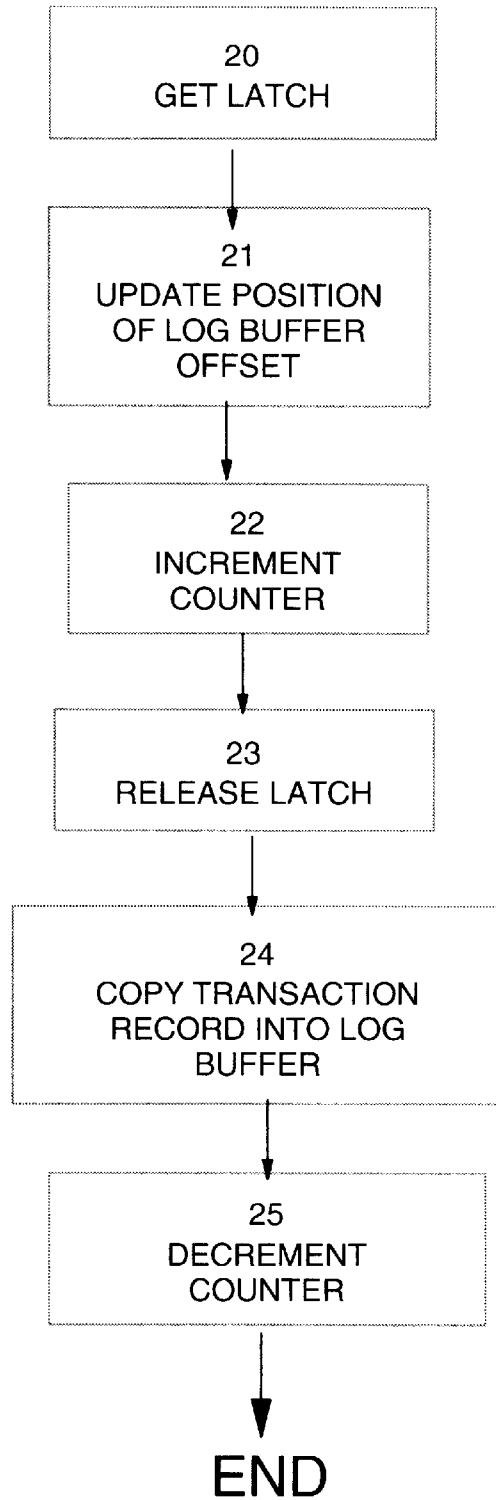 20
GET LATCH
21
UPDATE POSITION
OF LOG BUFFER
OFFSET
22
INCREMENT
COUNTER
23
RELEASE LATCH
24
COPY TRANSACTION
RECORD INTO LOG
BUFFER
25
DECREMENT
COUNTER
END